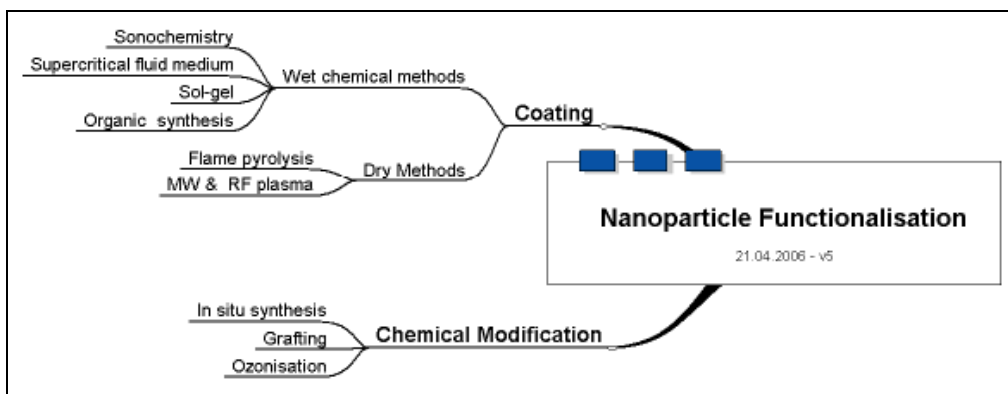 Sonochemistry
Supercritical fluid medium
Sol-gel
Organic synthesis
Wet chemical methods
Flame pyrolysis
MW & RF plasma
Dry Methods
Coating
Nanoparticle Functionalisation
21.04.2006 - v5
In situ synthesis
Grafting
Ozonisation
Chemical Modification